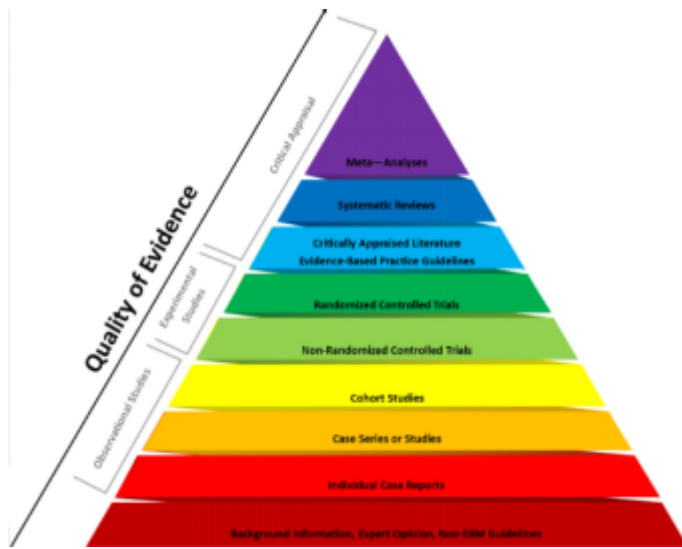 Quality of Evidence
Critical Appraisal
Experimental
Studies
Observational Studies
Meta—Analyses
Systematic Reviews
Critically Appraised Literature
Evidence-Based Practice Guidelines
Randomized Controlled Trials
Non-Randomized Controlled Trials
Cohort Studies
Case Series or Studies
Individual Case Reports
Background Information, Expert Opinion, Non-EBM Guidelines